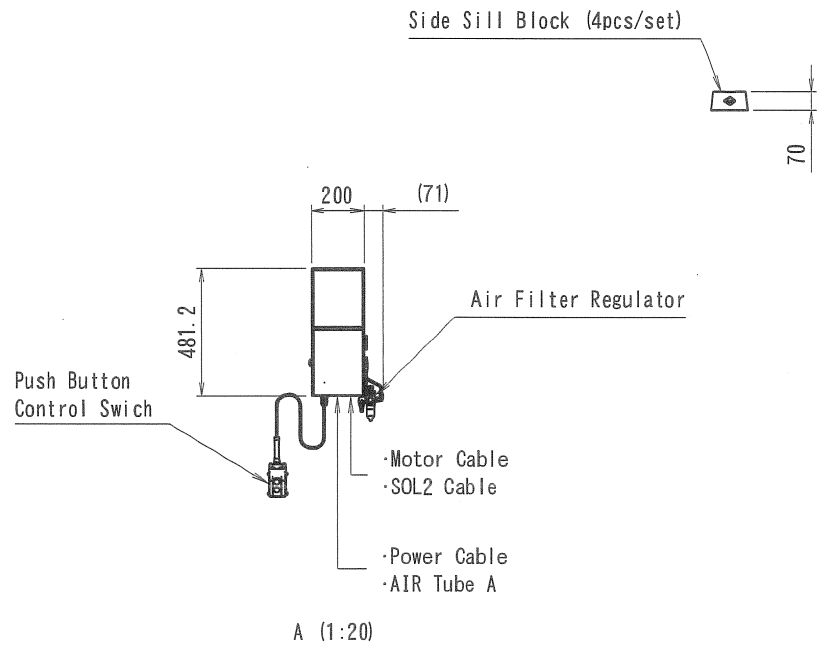 Side Sill Block (4pcs/set)
70
200
(71)
481.2
Air Filter Regulator
Push Button
Control Swich
·Motor Cable
·SOL2 Cable
·Power Cable
·AIR Tube A
A (1:20)